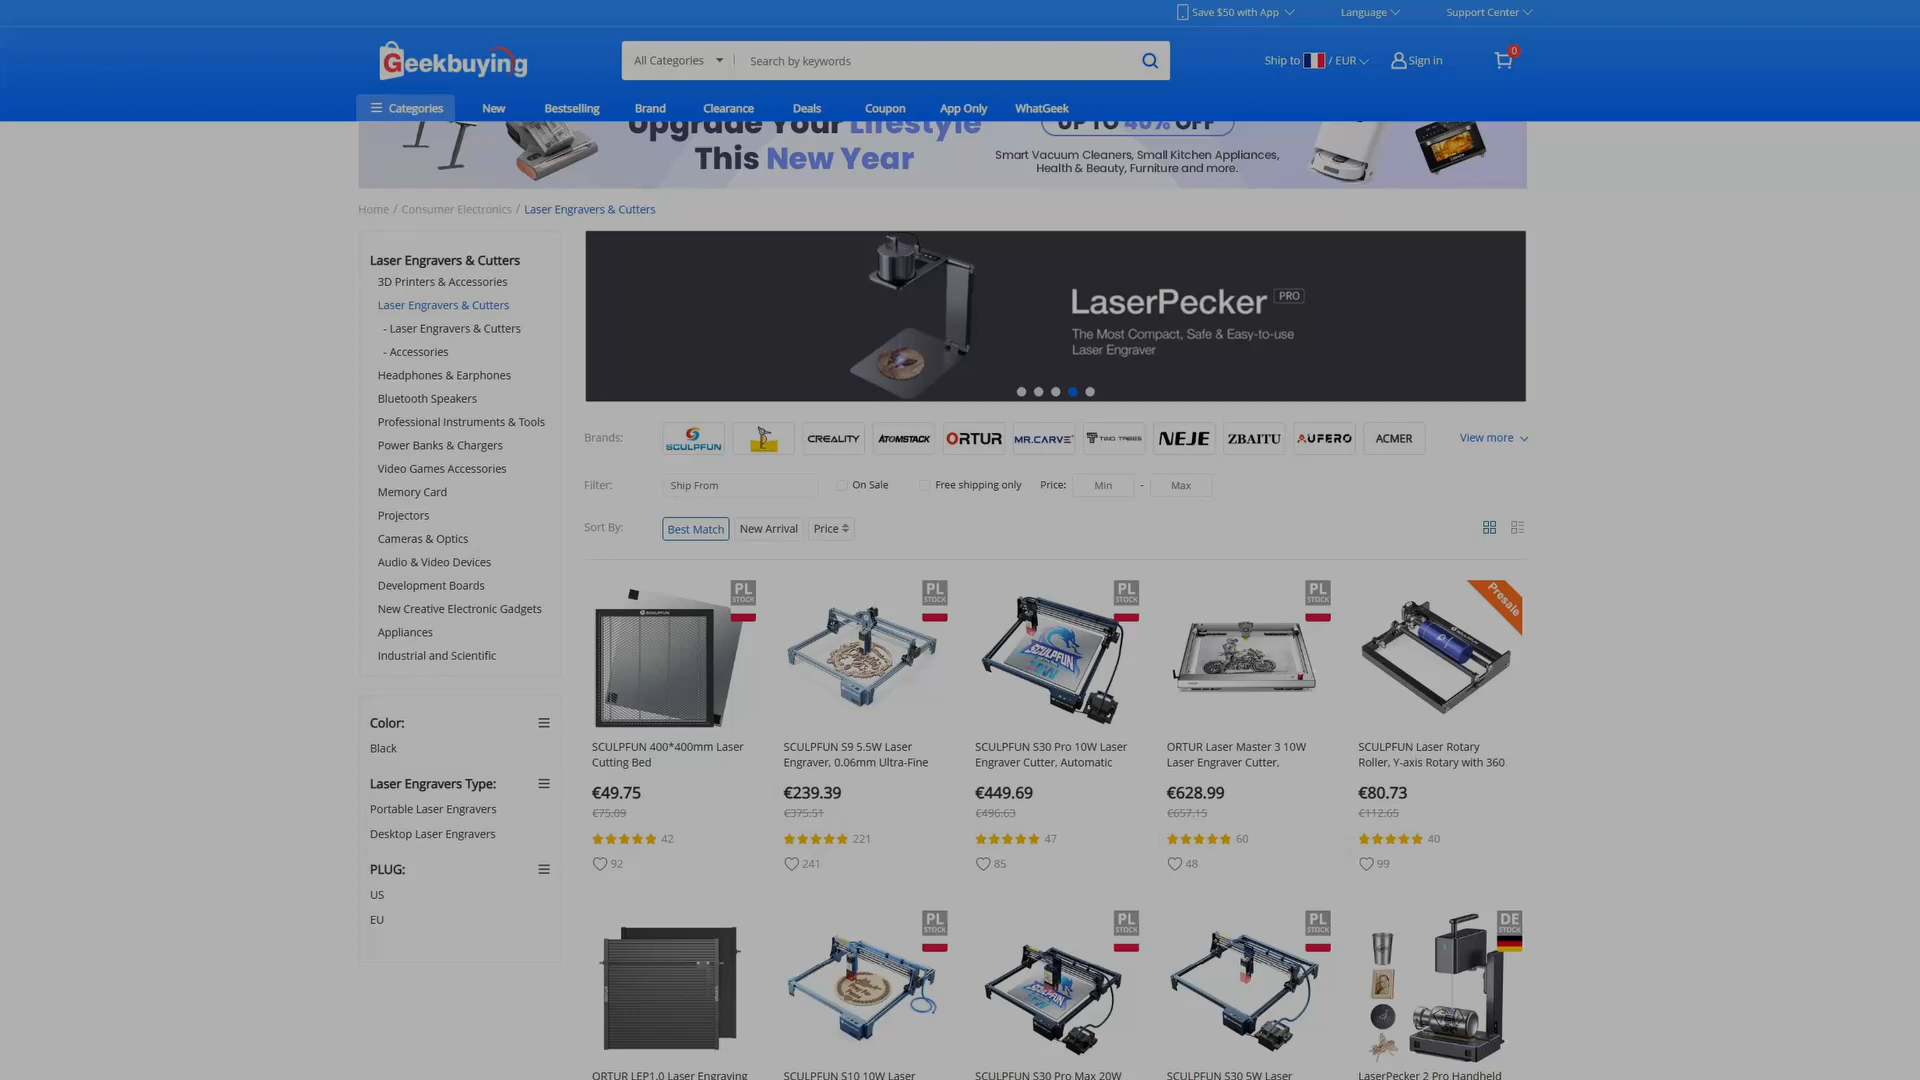 Save $50 with App
Language
Support Center
Geekbuying
All Categories
Search by keywords
Ship to / EUR
Sign in
0
Categories
New
Bestselling
Brand
Clearance
Deals
Coupon
App Only
WhatGeek
Upgrade Your Lifestyle
This New Year
UP TO 40% OFF
Smart Vacuum Cleaners, Small Kitchen Appliances,
Health & Beauty, Furniture and more.
Home / Consumer Electronics / Laser Engravers & Cutters
Laser Engravers & Cutters
3D Printers & Accessories
Laser Engravers & Cutters
- Laser Engravers & Cutters
- Accessories
Headphones & Earphones
Bluetooth Speakers
Professional Instruments & Tools
Power Banks & Chargers
Video Games Accessories
Memory Card
Projectors
Cameras & Optics
Audio & Video Devices
Development Boards
New Creative Electronic Gadgets
Appliances
Industrial and Scientific
Color:
Black
Laser Engravers Type:
Portable Laser Engravers
Desktop Laser Engravers
PLUG:
US
EU
LaserPecker PRO
The Most Compact, Safe & Easy-to-use
Laser Engraver
Brands:
SCULPFUN
CREALITY
ATOMSTACK
ORTUR
MR.CARVE
TWO TREES
NEJE
ZBAITU
AUFERO
ACMER
View more
Filter:
Ship From
On Sale
Free shipping only
Price:
Min
-
Max
Sort By:
Best Match
New Arrival
Price
PL
STOCK
SCULPFUN
SCULPFUN 400*400mm Laser
Cutting Bed
€49.75
€75.09
42
92
PL
STOCK
SCULPFUN S9 5.5W Laser
Engraver, 0.06mm Ultra-Fine
€239.39
€375.51
221
241
PL
STOCK
SCULPFUN
SCULPFUN S30 Pro 10W Laser
Engraver Cutter, Automatic
€449.69
€496.63
47
85
PL
STOCK
ORTUR Laser Master 3 10W
Laser Engraver Cutter,
€628.99
€657.15
60
48
Presale
SCULPFUN Laser Rotary
Roller, Y-axis Rotary with 360
€80.73
€112.65
40
99
ORTUR LEP1.0 Laser Engraving
PL
STOCK
SCULPFUN S10 10W Laser
PL
STOCK
SCULPFUN
SCULPFUN S30 Pro Max 20W
PL
STOCK
SCULPFUN S30 5W Laser
DE
STOCK
LaserPecker 2 Pro Handheld